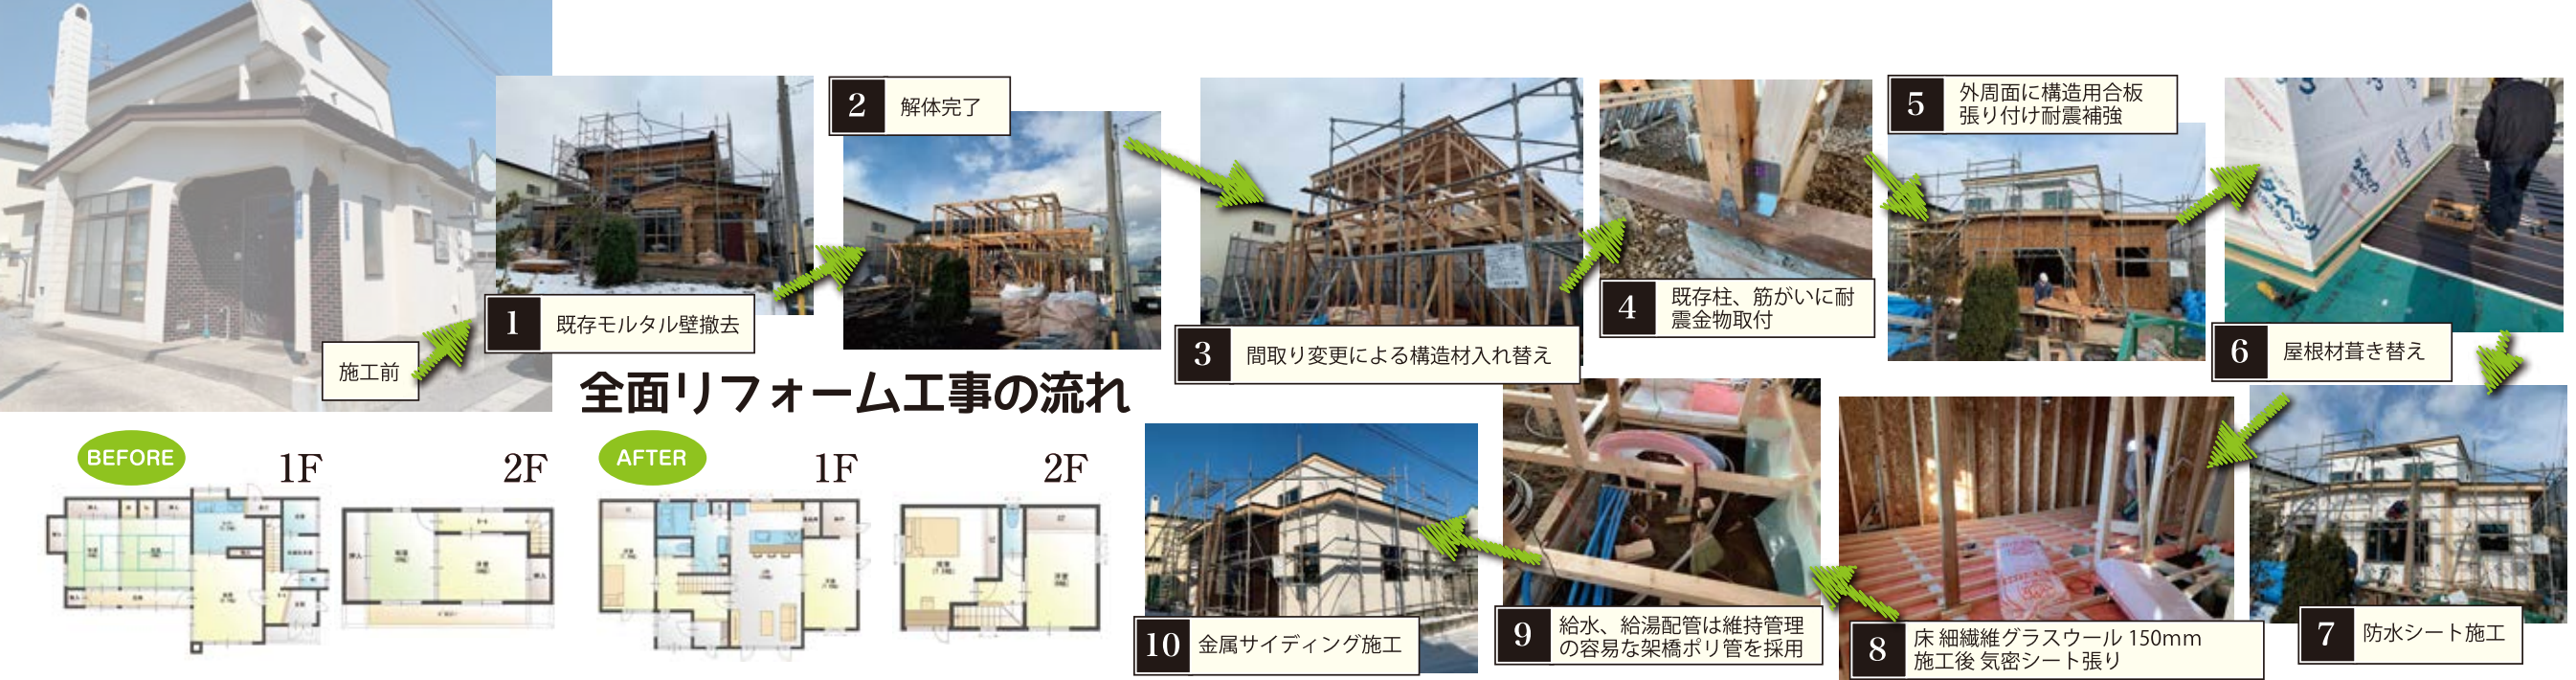 施工前
1
既存モルタル壁撤去
2
解体完了
3
間取り変更による構造材入れ替え
4
既存柱、筋がいに耐
震金物取付
5
外周面に構造用合板
張り付け耐震補強
6
屋根材葺き替え
7
防水シート施工
8
床 細繊維グラスウール 150mm
施工後 気密シート張り
9
給水、給湯配管は維持管理
の容易な架橋ポリ管を採用
10
金属サイディング施工
全面リフォーム工事の流れ
BEFORE
1F
2F
AFTER
1F
2F